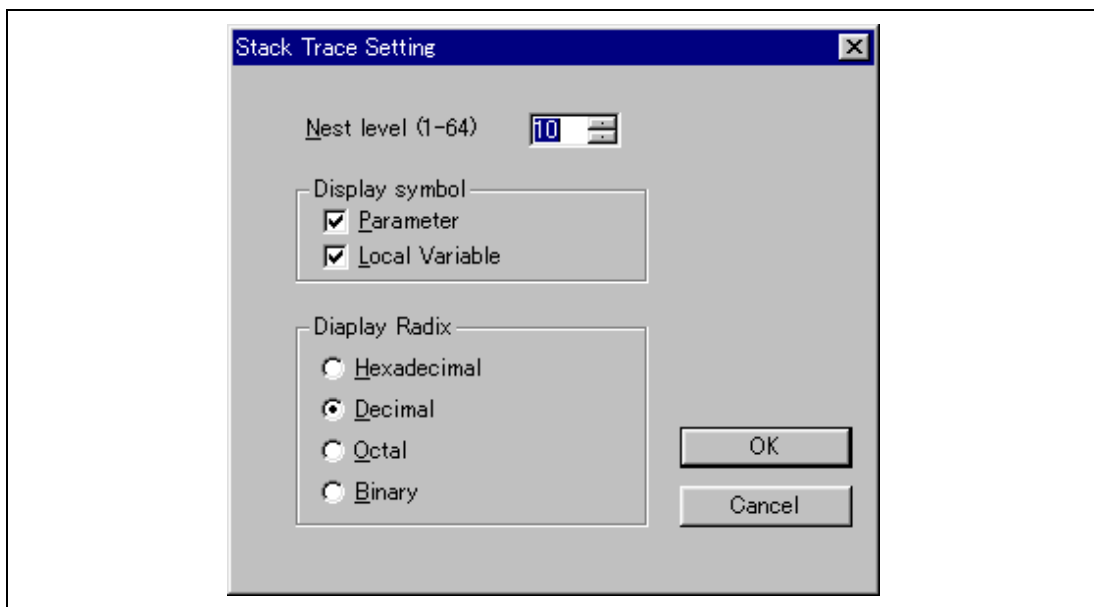 Stack Trace Setting
Nest level (1-64)
10
Display symbol
Parameter
Local Variable
Diaplay Radix
Hexadecimal
Decimal
Octal
Binary
OK
Cancel